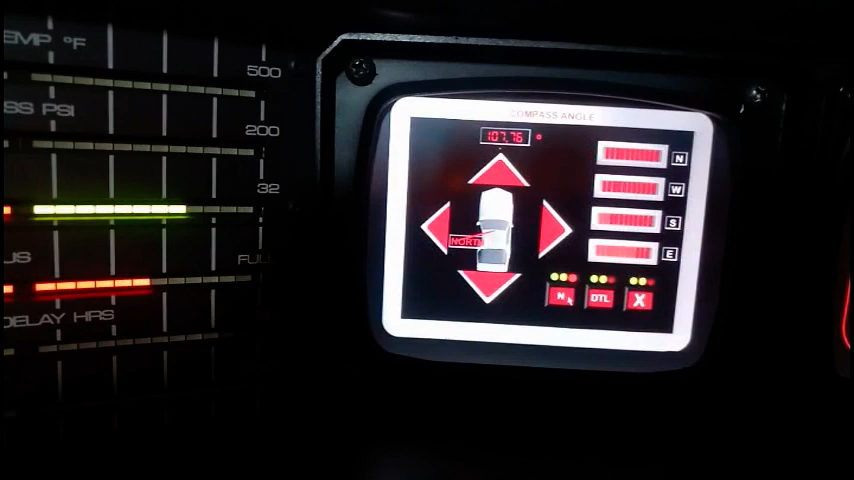 EMP °F
500
SS PSI
200
32
US
FUL
DELAY HRS
COMPASS ANGLE
107.76
N
W
S
E
NORTH
N
DTL
X